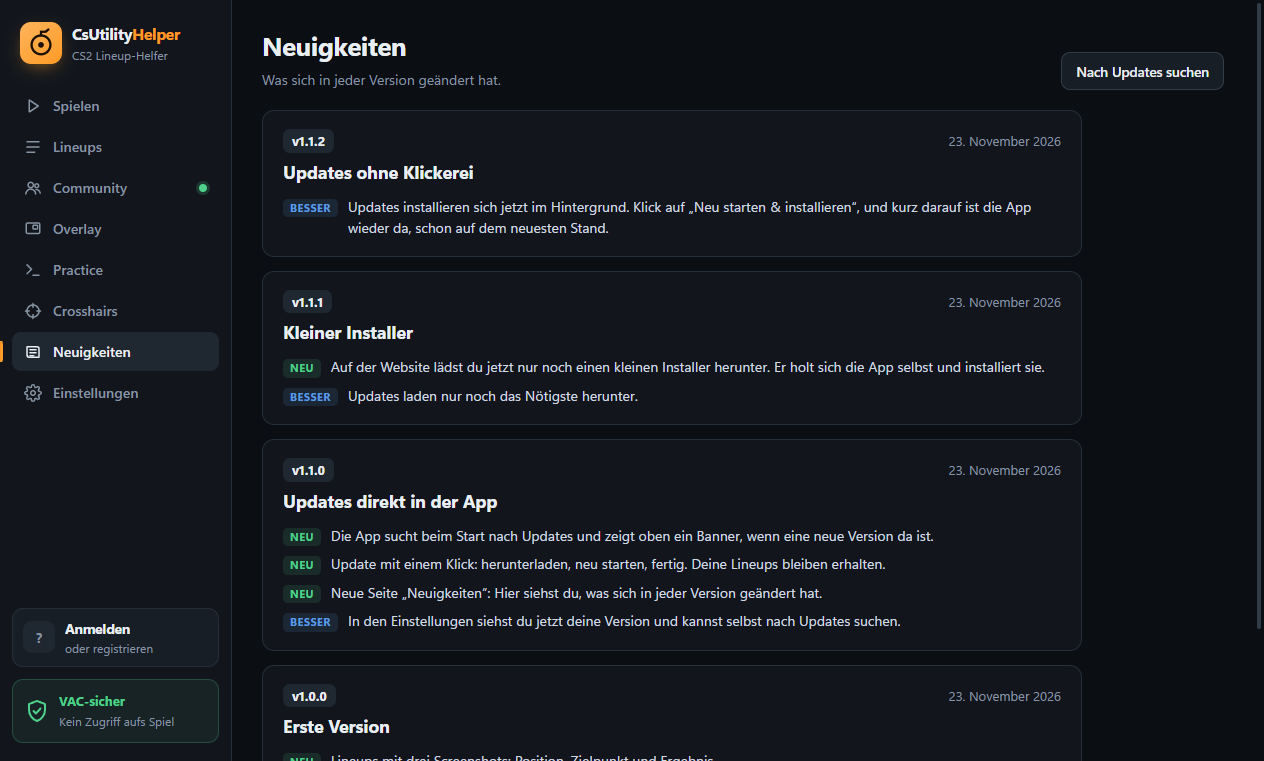 CsUtilityHelper
CS2 Lineup-Helfer
Spielen
Lineups
Community
Overlay
Practice
Crosshairs
Neuigkeiten
Einstellungen
?
Anmelden
oder registrieren
VAC-sicher
Kein Zugriff aufs Spiel
Neuigkeiten
Was sich in jeder Version geändert hat.
Nach Updates suchen
v1.1.2
23. November 2026
Updates ohne Klickerei
BESSER Updates installieren sich jetzt im Hintergrund. Klick auf „Neu starten & installieren“, und kurz darauf ist die App
wieder da, schon auf dem neuesten Stand.
v1.1.1
23. November 2026
Kleiner Installer
NEU Auf der Website lädst du jetzt nur noch einen kleinen Installer herunter. Er holt sich die App selbst und installiert sie.
BESSER Updates laden nur noch das Nötigste herunter.
v1.1.0
23. November 2026
Updates direkt in der App
NEU Die App sucht beim Start nach Updates und zeigt oben ein Banner, wenn eine neue Version da ist.
NEU Update mit einem Klick: herunterladen, neu starten, fertig. Deine Lineups bleiben erhalten.
NEU Neue Seite „Neuigkeiten“: Hier siehst du, was sich in jeder Version geändert hat.
BESSER In den Einstellungen siehst du jetzt deine Version und kannst selbst nach Updates suchen.
v1.0.0
23. November 2026
Erste Version
NEU Lineups mit drei Screenshots: Position, Zielpunkt und Ergebnis.